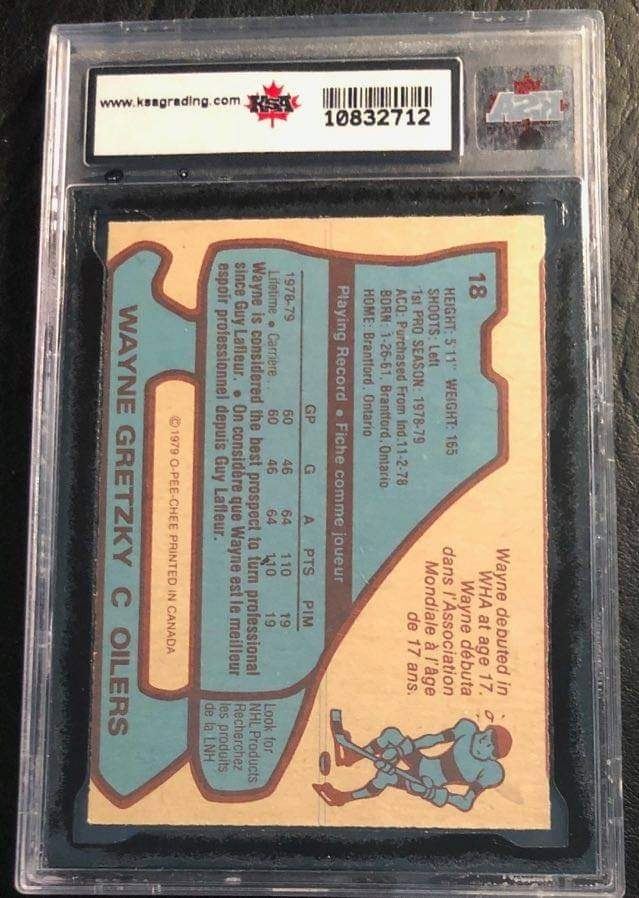 www.ksagrading.com
KSA
10832712
KSA
18
HEIGHT: 5'11" WEIGHT: 165
SHOOTS: Left
1st PRO SEASON: 1978-79
ACQ: Purchased From Ind. 11-2-78
BORN: 1-26-61, Brantford, Ontario
HOME: Brantford, Ontario
Wayne debuted in
WHA at age 17.
Wayne débuta
dans l'Association
Mondiale à l'âge
de 17 ans.
Playing Record • Fiche comme joueur
GP G A PTS PIM
1978-79 60 46 64 110 19
Lifetime • Carrière... 60 46 64 110 19
Wayne is considered the best prospect to turn professional
since Guy Lafleur. • On considère que Wayne est le meilleur
espoir professionnel depuis Guy Lafleur.
Look for
NHL Products
Recherchez
les produits
de la LNH
©1979 O-PEE-CHEE PRINTED IN CANADA
WAYNE GRETZKY C OILERS